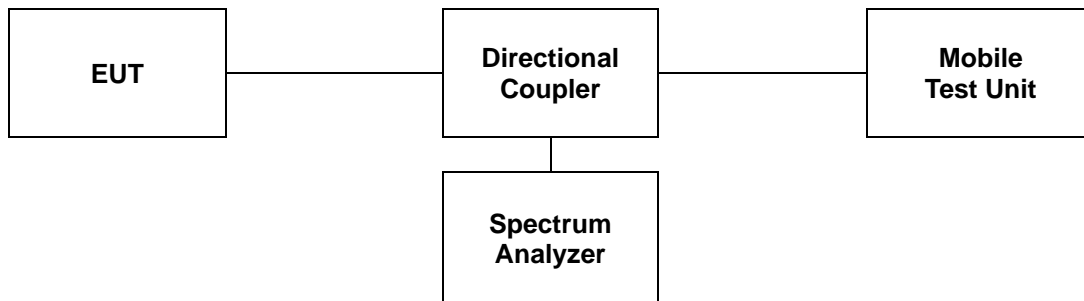 EUT
Directional
Coupler
Mobile
Test Unit
Spectrum
Analyzer